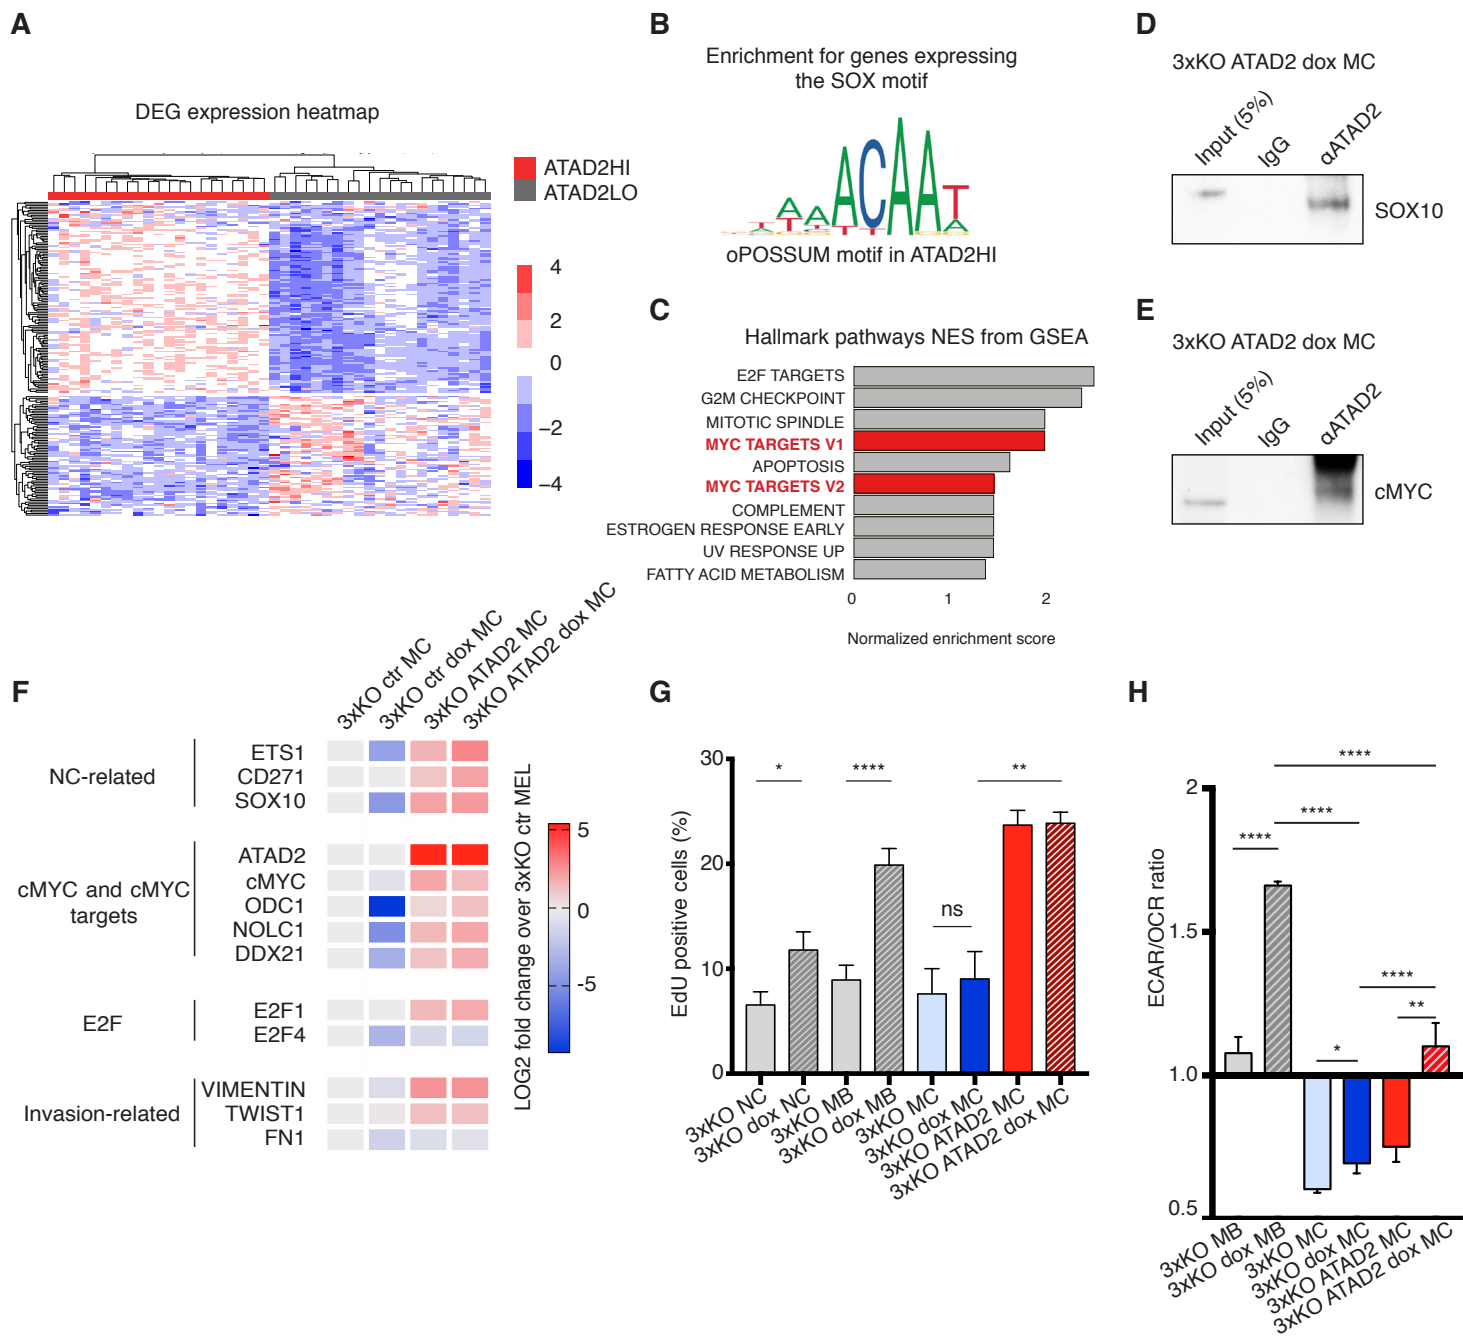 A
DEG expression heatmap
ATAD2HI
ATAD2LO
4
2
0
−2
−4
B
Enrichment for genes expressing
the SOX motif
ACAAT
oPOSSUM motif in ATAD2HI
C
Hallmark pathways NES from GSEA
E2F TARGETS
G2M CHECKPOINT
MITOTIC SPINDLE
MYC TARGETS V1
APOPTOSIS
MYC TARGETS V2
COMPLEMENT
ESTROGEN RESPONSE EARLY
UV RESPONSE UP
FATTY ACID METABOLISM
0 1 2
Normalized enrichment score
D
3xKO ATAD2 dox MC
Input (5%)
IgG
αATAD2
SOX10
E
3xKO ATAD2 dox MC
Input (5%)
IgG
αATAD2
cMYC
F
3xKO ctr MC
3xKO ctr dox MC
3xKO ATAD2 MC
3xKO ATAD2 dox MC
NC-related
ETS1
CD271
SOX10
cMYC and cMYC
targets
ATAD2
cMYC
ODC1
NOLC1
DDX21
E2F
E2F1
E2F4
Invasion-related
VIMENTIN
TWIST1
FN1
LOG2 fold change over 3xKO ctr MEL
5
0
-5
G
EdU positive cells (%)
30
20
10
0
*
****
ns
**
3xKO NC
3xKO dox NC
3xKO MB
3xKO dox MB
3xKO MC
3xKO dox MC
3xKO ATAD2 MC
3xKO ATAD2 dox MC
H
ECAR/OCR ratio
2
1.5
1.0
0.5
****
****
****
*
****
**
3xKO MB
3xKO dox MB
3xKO MC
3xKO dox MC
3xKO ATAD2 MC
3xKO ATAD2 dox MC